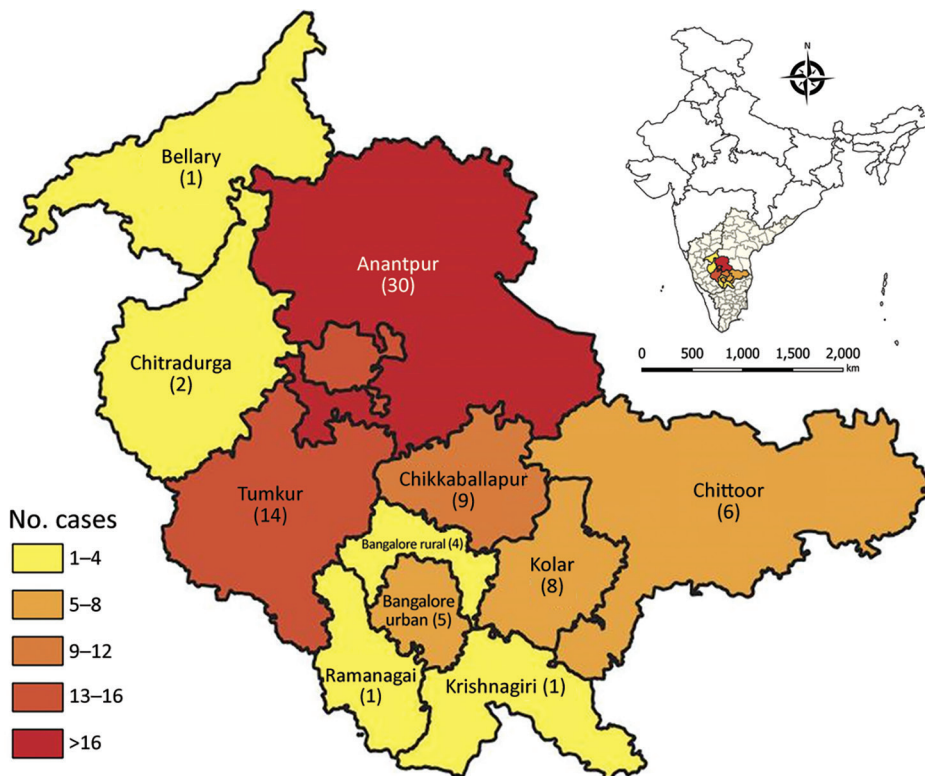 N
Bellary
(1)
Anantpur
(30)
Chitradurga
(2)
0 500 1,000 1,500 2,000
km
Tumkur
(14)
Chikkaballapur
(9)
Chittoor
(6)
Bangalore rural (4)
Kolar
(8)
Bangalore
urban (5)
Ramanagai
(1)
Krishnagiri (1)
No. cases
1–4
5–8
9–12
13–16
>16